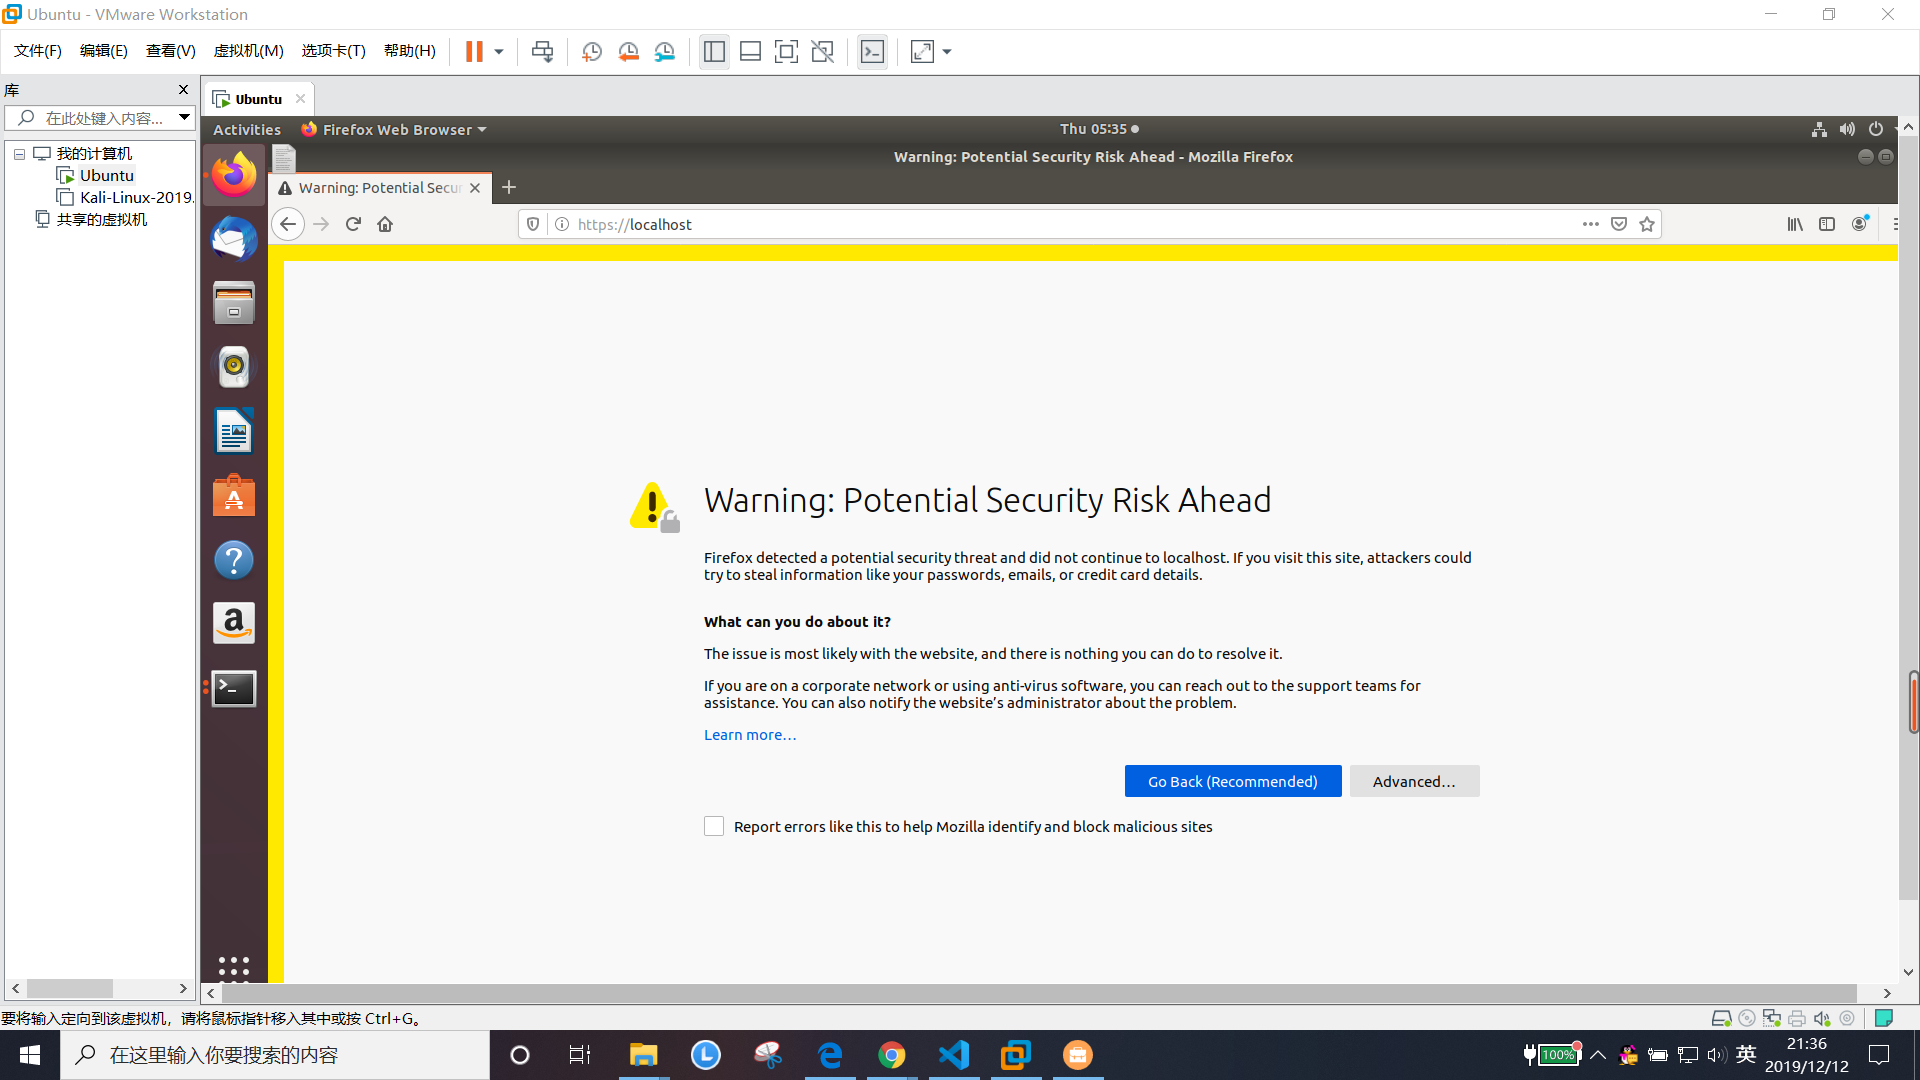 Ubuntu - VMware Workstation
文件(F) 编辑(E) 查看(V) 虚拟机(M) 选项卡(T) 帮助(H)
库
在此处键入内容...
我的计算机
Ubuntu
Kali-Linux-2019.
共享的虚拟机
Ubuntu
Activities Firefox Web Browser Thu 05:35
Warning: Potential Security Risk Ahead - Mozilla Firefox
Warning: Potential Secur
https://localhost
Warning: Potential Security Risk Ahead
Firefox detected a potential security threat and did not continue to localhost. If you visit this site, attackers could
try to steal information like your passwords, emails, or credit card details.
What can you do about it?
The issue is most likely with the website, and there is nothing you can do to resolve it.
If you are on a corporate network or using anti-virus software, you can reach out to the support teams for
assistance. You can also notify the website’s administrator about the problem.
Learn more…
Go Back (Recommended) Advanced…
Report errors like this to help Mozilla identify and block malicious sites
要将输入定向到该虚拟机，请将鼠标指针移入其中或按 Ctrl+G。
在这里输入你要搜索的内容
100%
英
21:36
2019/12/12